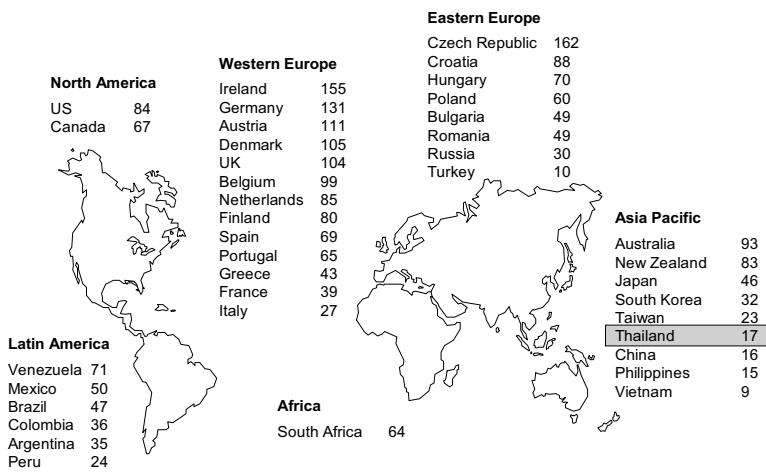 Eastern Europe
Czech Republic 162
Croatia 88
Hungary 70
Poland 60
Bulgaria 49
Romania 49
Russia 30
Turkey 10
Western Europe
Ireland 155
Germany 131
Austria 111
Denmark 105
UK 104
Belgium 99
Netherlands 85
Finland 80
Spain 69
Portugal 65
Greece 43
France 39
Italy 27
North America
US 84
Canada 67
Asia Pacific
Australia 93
New Zealand 83
Japan 46
South Korea 32
Taiwan 23
Thailand 17
China 16
Philippines 15
Vietnam 9
Latin America
Venezuela 71
Mexico 50
Brazil 47
Colombia 36
Argentina 35
Peru 24
Africa
South Africa 64